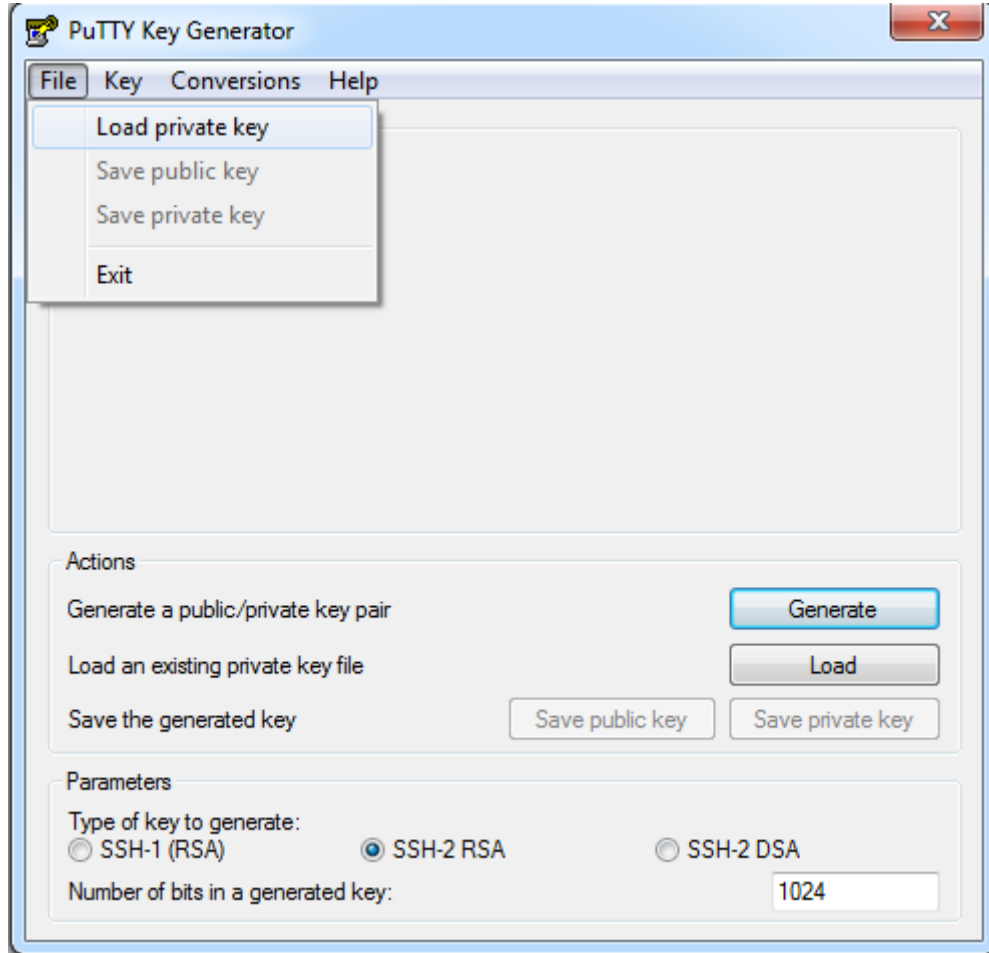 PuTTY Key Generator
File Key Conversions Help
Load private key
Save public key
Save private key
Exit
Actions
Generate a public/private key pair Generate
Load an existing private key file Load
Save the generated key Save public key Save private key
Parameters
Type of key to generate:
SSH-1 (RSA) SSH-2 RSA SSH-2 DSA
Number of bits in a generated key: 1024